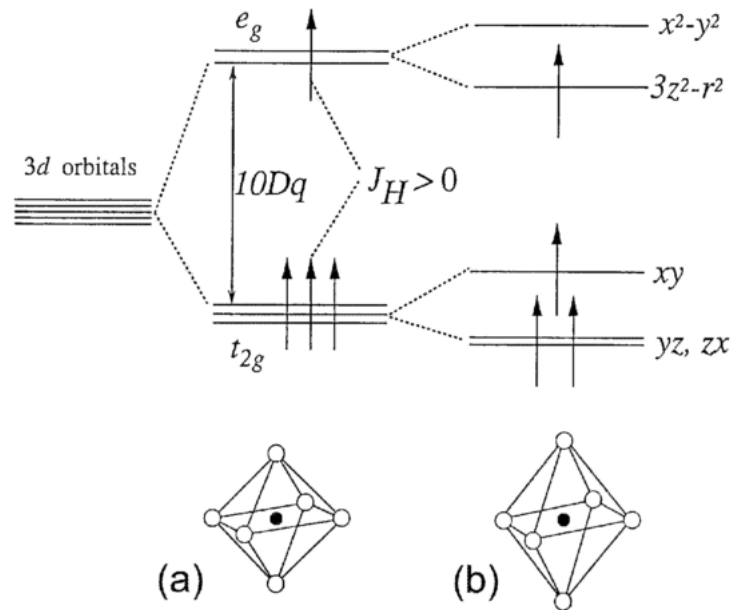 e_g
x²-y²
3z²-r²
3d orbitals
10Dq
J_H > 0
xy
t_2g
yz, zx
(a)
(b)